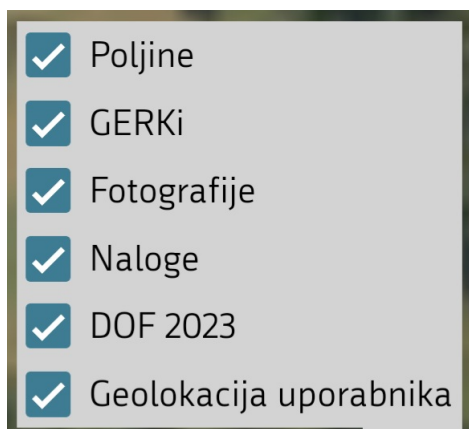 Poljine
GERKi
Fotografije
Naloge
DOF 2023
Geolokacija uporabnika